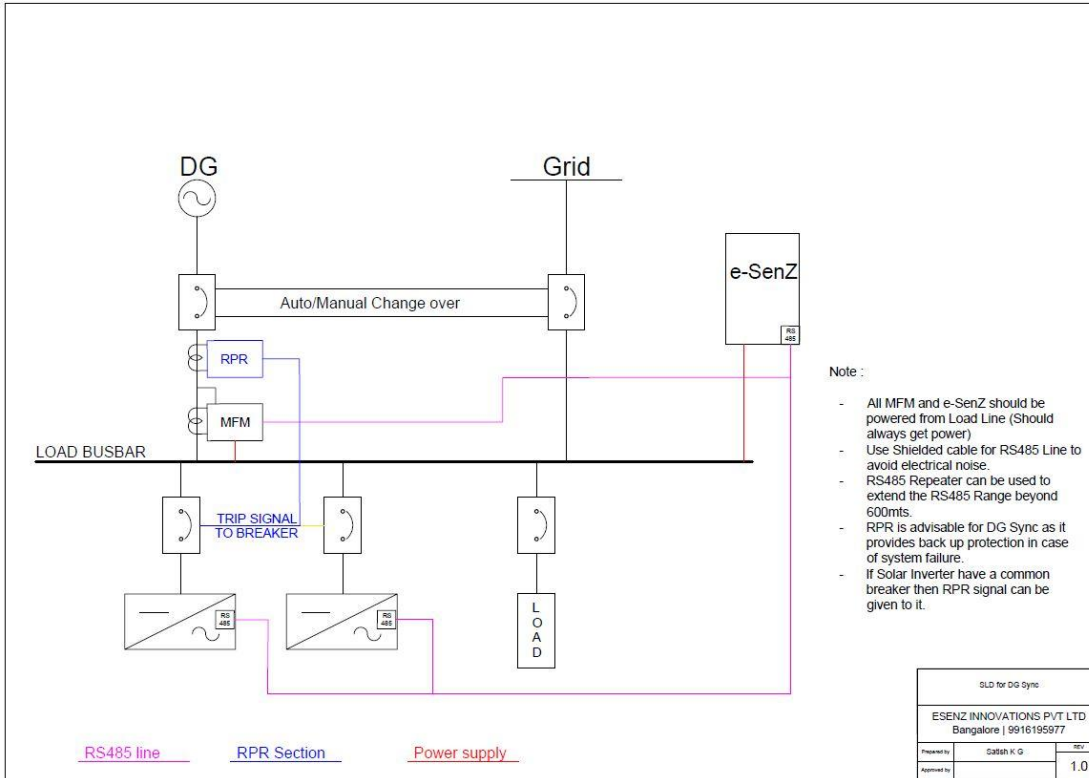 DG
Grid
e-SenZ
RS
485
Auto/Manual Change over
RPR
MFM
LOAD BUSBAR
TRIP SIGNAL
TO BREAKER
RS
485
RS
485
L
O
A
D
Note :
- All MFM and e-SenZ should be
powered from Load Line (Should
always get power)
- Use Shielded cable for RS485 Line to
avoid electrical noise.
- RS485 Repeater can be used to
extend the RS485 Range beyond
600mts.
- RPR is advisable for DG Sync as it
provides back up protection in case
of system failure.
- If Solar Inverter have a common
breaker then RPR signal can be
given to it.
RS485 line
RPR Section
Power supply
SLD for DG Sync
ESENZ INNOVATIONS PVT LTD
Bangalore | 9916195977
Prepared by Satish K G REV
Approved by 1.0